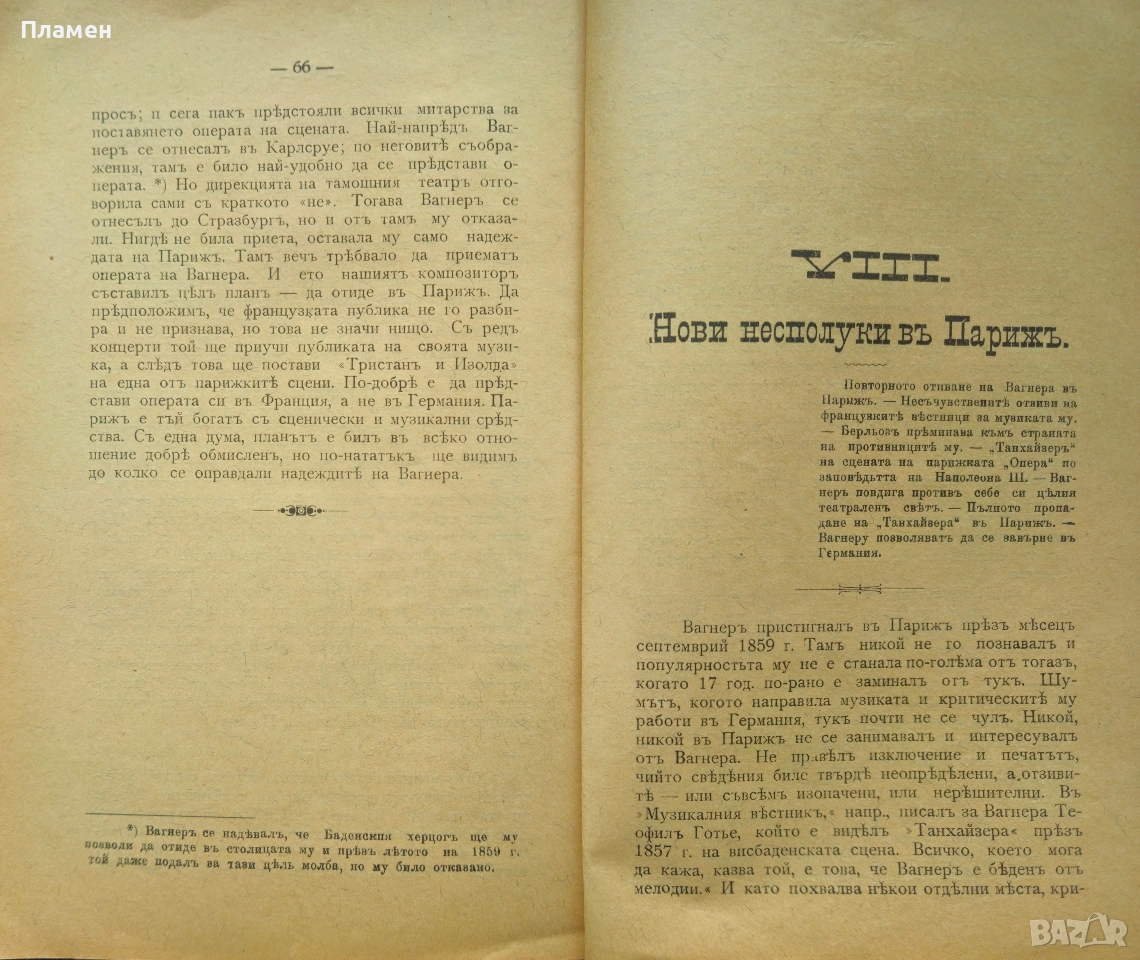 Пламен
— 66 —
просъ; п сега пакъ прѣдстояли всички митарства за
поставянето операта на сцената. Най-напрѣдъ Ваг-
неръ се отнесалъ въ Карлсруе; по неговитѣ съображ-
жения, тамъ е било най-удобно да се прѣдстави о-
перата. *) Но дирекцията на тамошния театръ отго-
ворила сами съ краткото «не». Тогава Вагнеръ се
отнесълъ до Стразбургъ, но и отъ тамъ му отказа-
ли. Нигдѣ не била приета, оставала му само надеж-
дата на Парижъ. Тамъ вечъ трѣбвало да приематъ
операта на Вагнера. И ето нашиятъ композиторъ
съставилъ цѣлъ планъ — да отиде въ Парижъ. Да
прѣдположимъ, че французката публика не го разби-
ра и не признава, но това не значи нищо. Съ редъ
концерти той ще приучи публиката на своята музи-
ка, а слѣдъ това ще постави «Тристанъ и Изолда»
на една отъ парижкитѣ сцени. По-добрѣ е да прѣд-
стави операта си въ Франция, а не въ Германия. Па-
рижъ е тъй богатъ съ сценически и музикални срѣд-
ства. Съ една дума, планътъ е билъ въ всѣко отно-
шение добрѣ обмисленъ, но по-нататъкъ ще видимъ
до колко се оправдали надеждитѣ на Вагнера.
*) Вагнеръ се надѣвалъ, че Баденския херцогъ ще му
позволи да отиде въ столицата му и прѣвъ лѣтото на 1859 г.
той даже подалъ за тази цѣль молба, но му било отказано.
VIII.
Нови несполуки въ Парижъ.
Повторното отиване на Вагнера въ
Парижъ. — Несъчувственитѣ отзиви на
французкитѣ вѣстници за музиката му.
— Берльозъ прѣминава къмъ страната
на противницитѣ му. — „Танхайзеръ“
на сцената на парижката „Опера“ по
заповѣдьтъ на Наполеона III. — Ваг-
неръ повдига противъ себе си цѣлия
театраленъ свѣтъ. — Пълното пропа-
дане на „Танхайзера“ въ Парижъ. —
Вагнеру позволяватъ да се завърне въ
Германия.
Вагнеръ пристигналъ въ Парижъ прѣзъ мѣсецъ
септемврий 1859 г. Тамъ никой не го познавалъ и
популярностьта му не е станала по-голѣма отъ тогазъ,
когато 17 год. по-рано е заминалъ отъ тукъ. Шу-
мътъ, когото направила музиката и критическитѣ му
работи въ Германия, тукъ почти не се чулъ. Никой,
никой въ Парижъ не се занимавалъ и интересувалъ
отъ Вагнера. Не правѣлъ изключение и печатътъ,
чийто свѣдѣния биле твърдѣ неопрѣдѣлени, а отзиви-
тѣ — или съвсѣмъ изопачени, или нерѣшителни. Въ
»Музикалния вѣстникъ,« напр., писалъ за Вагнера Те-
офилъ Готье, който е видѣлъ »Танхайзера« прѣзъ
1857 г. на висбаденската сцена. Всичко, което мога
да кажа, казва той, е това, че Вагнеръ е бѣденъ отъ
мелодии.« И като похвалва нѣкои отдѣлни мѣста, кри-
BAZAR